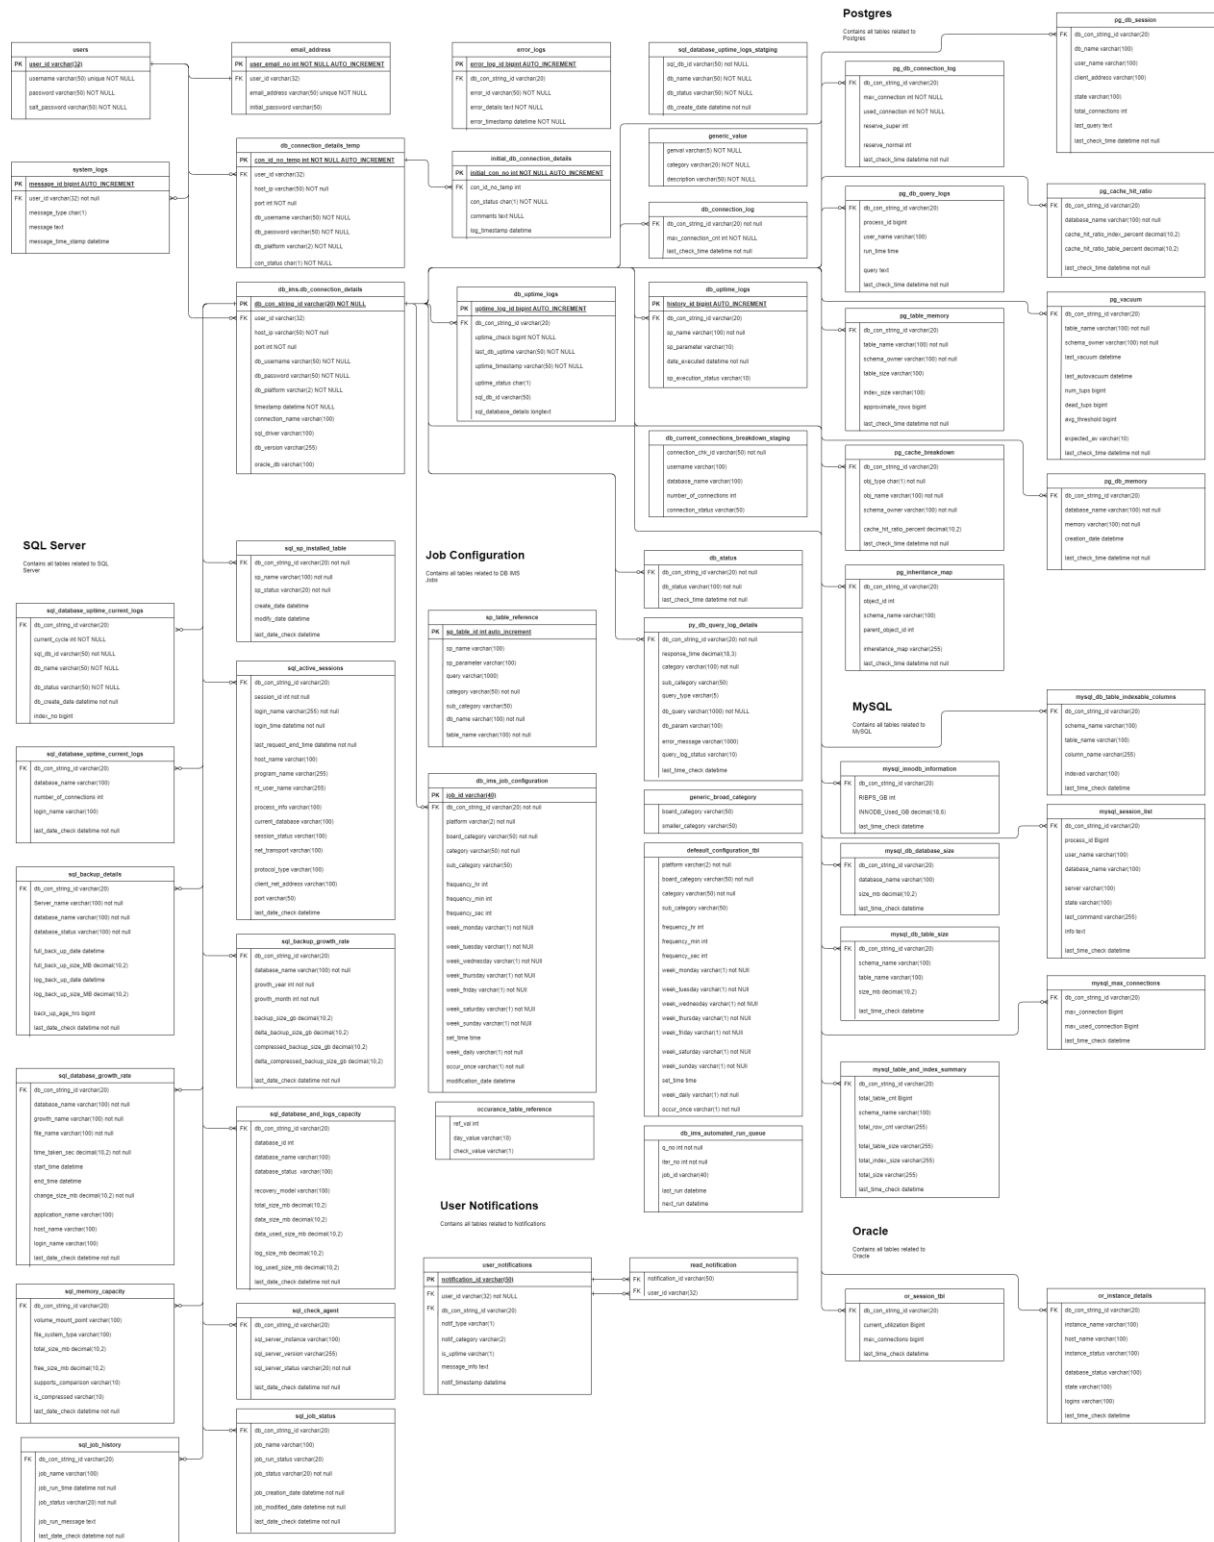 users
PK user_id varchar(32)
username varchar(50) unique NOT NULL
password varchar(50) NOT NULL
salt_password varchar(50) NOT NULL
email_address
PK user_email_no int NOT NULL AUTO_INCREMENT
FK user_id varchar(32)
email_address varchar(50) unique NOT NULL
initial_password varchar(50)
error_logs
PK error_log_id bigint AUTO_INCREMENT
FK db_con_string_id varchar(20)
error_id varchar(50) NOT NULL
error_details text NOT NULL
error_timestamp datetime NOT NULL
sql_database_uptime_logs_statging
sql_db_id varchar(50) not NULL
db_name varchar(50) NOT NULL
db_status varchar(50) NOT NULL
db_create_date datetime not null
Postgres
Contains all tables related to
Postgres
pg_db_session
FK db_con_string_id varchar(20)
db_name varchar(100)
user_name varchar(100)
client_address varchar(100)
state varchar(100)
total_connections int
last_query text
last_check_time datetime not null
pg_db_connection_log
FK db_con_string_id varchar(20)
max_connection int NOT NULL
used_connection int NOT NULL
reserve_super int
reserve_normal int
last_check_time datetime not null
generic_value
genval varchar(5) NOT NULL
category varchar(20) NOT NULL
description varchar(50) NOT NULL
system_logs
PK message_id bigint AUTO_INCREMENT
FK user_id varchar(32) not null
message_type char(1)
message text
message_time_stamp datetime
db_connection_details_temp
PK con_id_no_temp int NOT NULL AUTO_INCREMENT
FK user_id varchar(32)
host_ip varchar(50) NOT null
port int NOT null
db_username varchar(50) NOT NULL
db_password varchar(50) NOT NULL
db_platform varchar(2) NOT NULL
con_status char(1) NOT NULL
initial_db_connection_details
PK initial_con_no int NOT NULL AUTO_INCREMENT
FK con_id_no_temp int
con_status char(1) NOT NULL
comments text NULL
log_timestamp datetime
db_connection_log
FK db_con_string_id varchar(20) not null
max_connection_cnt int NOT NULL
last_check_time datetime not null
pg_db_query_logs
FK db_con_string_id varchar(20)
process_id bigint
user_name varchar(100)
run_time time
query text
last_check_time datetime not null
pg_cache_hit_ratio
FK db_con_string_id varchar(20)
database_name varchar(100) not null
cache_hit_ratio_index_percent decimal(10,2)
cache_hit_ratio_table_percent decimal(10,2)
last_check_time datetime not null
db_ims.db_connection_details
PK db_con_string_id varchar(20) NOT NULL
FK user_id varchar(32)
host_ip varchar(50) NOT null
port int NOT null
db_username varchar(50) NOT NULL
db_password varchar(50) NOT NULL
db_platform varchar(2) NOT NULL
timestamp datetime NOT NULL
connection_name varchar(100)
sql_driver varchar(100)
db_version varchar(255)
oracle_db varchar(100)
db_uptime_logs
PK uptime_log_id bigint AUTO_INCREMENT
FK db_con_string_id varchar(20)
uptime_check bigint NOT NULL
last_db_uptime varchar(50) NOT NULL
uptime_timestamp varchar(50) NOT NULL
uptime_status char(1)
sql_db_id varchar(50)
sql_database_details longtext
db_uptime_logs
PK history_id bigint AUTO_INCREMENT
FK db_con_string_id varchar(20)
sp_name varchar(100) not null
sp_parameter varchar(10)
date_executed datetime not null
sp_execution_status varchar(10)
pg_table_memory
FK db_con_string_id varchar(20)
table_name varchar(100) not null
schema_owner varchar(100) not null
table_size varchar(100)
index_size varchar(100)
approximate_rows bigint
last_check_time datetime not null
pg_vacuum
FK db_con_string_id varchar(20)
table_name varchar(100) not null
schema_owner varchar(100) not null
last_vacuum datetime
last_autovacuum datetime
num_tups bigint
dead_tups bigint
avg_threshold bigint
expected_av varchar(10)
last_check_time datetime not null
db_current_connections_breakdown_staging
connection_chk_id varchar(50) not null
username varchar(100)
database_name varchar(100)
number_of_connections int
connection_status varchar(50)
pg_cache_breakdown
FK db_con_string_id varchar(20)
obj_type char(1) not null
obj_name varchar(100) not null
schema_owner varchar(100) not null
cache_hit_ratio_percent decimal(10,2)
last_check_time datetime not null
pg_db_memory
FK db_con_string_id varchar(20)
database_name varchar(100) not null
memory varchar(100) not null
creation_date datetime
last_check_time datetime not null
SQL Server
Contains all tables related to SQL
Server
sql_sp_installed_table
FK db_con_string_id varchar(20) not null
sp_name varchar(100) not null
sp_status varchar(20) not null
create_date datetime
modify_date datetime
last_date_check datetime
Job Configuration
Contains all tables related to DB IMS
Jobs
db_status
FK db_con_string_id varchar(20) not null
db_status varchar(100) not null
last_check_time datetime not null
pg_inheritance_map
FK db_con_string_id varchar(20)
object_id int
schema_name varchar(100)
parent_object_id int
inheretance_map varchar(255)
last_check_time datetime not null
sql_database_uptime_current_logs
FK db_con_string_id varchar(20)
current_cycle int NOT NULL
sql_db_id varchar(50) not NULL
db_name varchar(50) NOT NULL
db_status varchar(50) NOT NULL
db_create_date datetime not null
index_no bigint
sp_table_reference
PK sp_table_id int auto_increment
sp_name varchar(100)
sp_parameter varchar(100)
query varchar(1000)
category varchar(50) not null
sub_category varchar(50)
db_name varchar(100) not null
table_name varchar(100) not null
py_db_query_log_details
FK db_con_string_id varchar(20) not null
response_time decimal(18,3)
category varchar(100) not null
sub_category varchar(50)
query_type varchar(5)
db_query varchar(1000) NOT NULL
db_param varchar(100)
error_message varchar(1000)
query_log_status varchar(10)
last_time_check datetime
sql_active_sessions
FK db_con_string_id varchar(20)
session_id int not null
login_name varchar(255) not null
login_time datetime not null
last_request_end_time datetime not null
host_name varchar(100)
program_name varchar(255)
nt_user_name varchar(255)
process_info varchar(100)
current_database varchar(100)
session_status varchar(100)
net_transport varchar(100)
protocol_type varchar(100)
client_net_address varchar(100)
port varchar(50)
last_date_check datetime
MySQL
Contains all tables related to
MySQL
mysql_db_table_indexable_columns
FK db_con_string_id varchar(20)
schema_name varchar(100)
table_name varchar(100)
column_name varchar(255)
indexed varchar(100)
last_time_check datetime
sql_database_uptime_current_logs
FK db_con_string_id varchar(20)
database_name varchar(100)
number_of_connections int
login_name varchar(100)
last_date_check datetime not null
db_ims_job_configuration
PK job_id varchar(40)
FK db_con_string_id varchar(20) not null
platform varchar(2) not null
board_category varchar(50) not null
category varchar(50) not null
sub_category varchar(50)
frequency_hr int
frequency_min int
frequency_sec int
week_monday varchar(1) not NUll
week_tuesday varchar(1) not NUll
week_wednesday varchar(1) not NUll
week_thursday varchar(1) not NUll
week_friday varchar(1) not NUll
week_saturday varchar(1) not NUll
week_sunday varchar(1) not NUll
set_time time
week_daily varchar(1) not null
occur_once varchar(1) not null
modification_date datetime
generic_broad_category
board_category varchar(50)
smaller_category varchar(50)
mysql_innodb_information
FK db_con_string_id varchar(20)
RIBPS_GB int
INNODB_Used_GB decimal(18,6)
last_time_check datetime
mysql_session_list
FK db_con_string_id varchar(20)
process_id Bigint
user_name varchar(100)
database_name varchar(100)
server varchar(100)
state varchar(100)
last_command varchar(255)
info text
last_time_check datetime
defeault_configuration_tbl
platform varchar(2) not null
board_category varchar(50) not null
category varchar(50) not null
sub_category varchar(50)
frequency_hr int
frequency_min int
frequency_sec int
week_monday varchar(1) not NUll
week_tuesday varchar(1) not NUll
week_wednesday varchar(1) not NUll
week_thursday varchar(1) not NUll
week_friday varchar(1) not NUll
week_saturday varchar(1) not NUll
week_sunday varchar(1) not NUll
set_time time
week_daily varchar(1) not null
occur_once varchar(1) not null
mysql_db_database_size
FK db_con_string_id varchar(20)
database_name varchar(100)
size_mb decimal(10,2)
last_time_check datetime
sql_backup_details
FK db_con_string_id varchar(20)
Server_name varchar(100) not null
database_name varchar(100) not null
database_status varchar(100) not null
full_back_up_date datetime
full_back_up_size_MB decimal(10,2)
log_back_up_date datetime
log_back_up_size_MB decimal(10,2)
back_up_age_hrs bigint
last_date_check datetime not null
sql_backup_growth_rate
FK db_con_string_id varchar(20)
database_name varchar(100) not null
growth_year int not null
growth_month int not null
backup_size_gb decimal(10,2)
delta_backup_size_gb decimal(10,2)
compressed_backup_size_gb decimal(10,2)
delta_compressed_backup_size_gb decimal(10,2)
last_date_check datetime not null
mysql_db_table_size
FK db_con_string_id varchar(20)
schema_name varchar(100)
table_name varchar(100)
size_mb decimal(10,2)
last_time_check datetime
mysql_max_connections
FK db_con_string_id varchar(20)
max_connection Bigint
max_used_connection Bigint
last_time_check datetime
sql_database_growth_rate
FK db_con_string_id varchar(20)
database_name varchar(100) not null
growth_name varchar(100) not null
file_name varchar(100) not null
time_taken_sec decimal(10,2) not null
start_time datetime
end_time datetime
change_size_mb decimal(10,2) not null
application_name varchar(100)
host_name varchar(100)
login_name varchar(100)
last_date_check datetime not null
mysql_table_and_index_summary
FK db_con_string_id varchar(20)
total_table_cnt Bigint
schema_name varchar(100)
total_row_cnt varchar(255)
total_table_size varchar(255)
total_index_size varchar(255)
total_size varchar(255)
last_time_check datetime
sql_database_and_logs_capacity
FK db_con_string_id varchar(20)
database_id int
database_name varchar(100)
database_status varchar(100)
recovery_model varchar(100)
total_size_mb decimal(10,2)
data_size_mb decimal(10,2)
data_used_size_mb decimal(10,2)
log_size_mb decimal(10,2)
log_used_size_mb decimal(10,2)
last_date_check datetime not null
occurance_table_reference
ref_val int
day_value varchar(10)
check_value varchar(1)
db_ims_automated_run_queue
q_no int not null
iter_no int not null
job_id varchar(40)
last_run datetime
next_run datetime
User Notifications
Contains all tables related to Notifications
Oracle
Contains all tables related to
Oracle
user_notifications
PK notification_id varchar(50)
FK user_id varchar(32) not NULL
FK db_con_string_id varchar(20)
notif_type varchar(1)
notif_category varchar(2)
is_uptime varchar(1)
message_info text
notif_timestamp datetime
read_notification
FK notification_id varchar(50)
FK user_id varchar(32)
sql_memory_capacity
FK db_con_string_id varchar(20)
volume_mount_point varchar(100)
file_system_type varchar(100)
total_size_mb decimal(10,2)
free_size_mb decimal(10,2)
supports_comparison varchar(10)
is_compressed varchar(10)
last_date_check datetime not null
sql_check_agent
FK db_con_string_id varchar(20)
sql_server_instance varchar(100)
sql_server_version varchar(255)
sql_server_status varchar(20) not null
last_date_check datetime not null
or_session_tbl
FK db_con_string_id varchar(20)
current_utilization Bigint
max_connections bigint
last_time_check datetime
or_instance_details
FK db_con_string_id varchar(20)
instance_name varchar(100)
host_name varchar(100)
instance_status varchar(100)
database_status varchar(100)
state varchar(100)
logins varchar(100)
last_time_check datetime
sql_job_status
FK db_con_string_id varchar(20)
job_name varchar(100)
job_run_status varchar(20)
job_status varchar(20) not null
job_creation_date datetime not null
job_modified_date datetime not null
last_date_check datetime not null
sql_job_history
FK db_con_string_id varchar(20)
job_name varchar(100)
job_run_time datetime not null
job_status varchar(20) not null
job_run_message text
last_date_check datetime not null